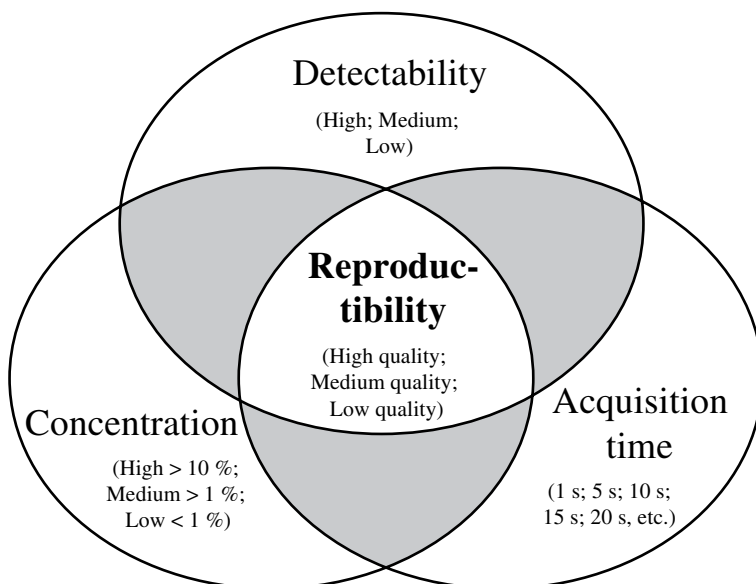 Detectability
(High; Medium;
Low)
Reproduc-
tibility
(High quality;
Medium quality;
Low quality)
Concentration
(High > 10 %;
Medium > 1 %;
Low < 1 %)
Acquisition
time
(1 s; 5 s; 10 s;
15 s; 20 s, etc.)